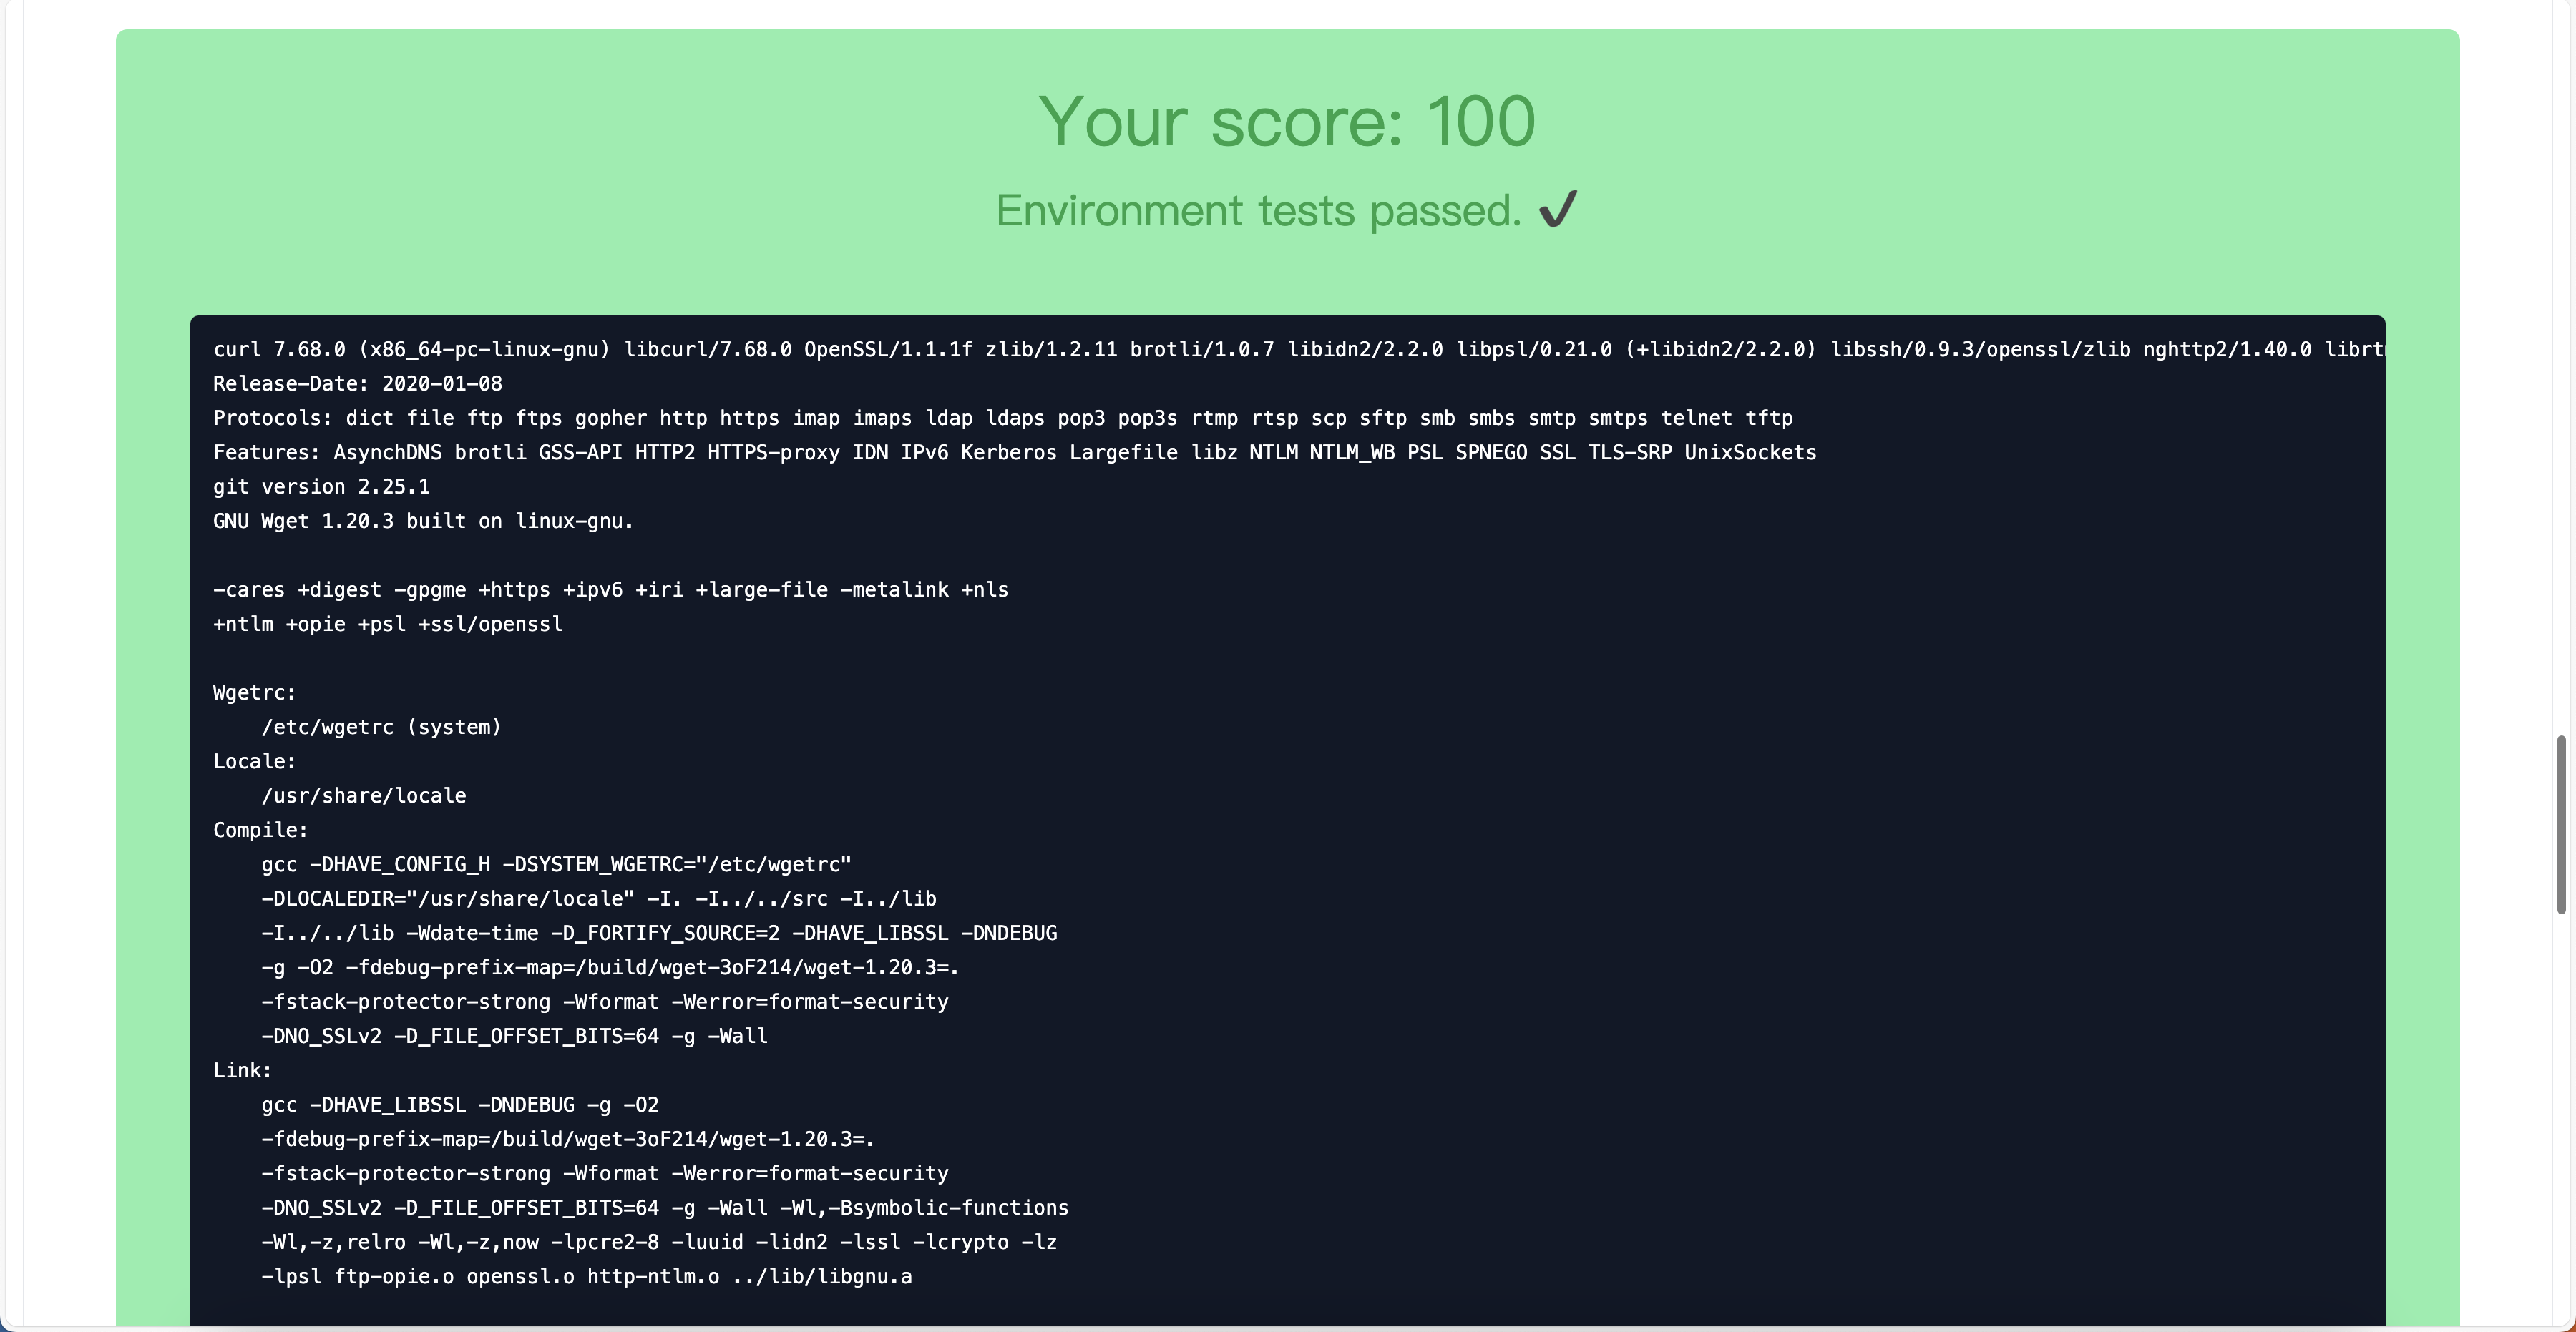 Your score: 100
Environment tests passed. ✔
curl 7.68.0 (x86_64-pc-linux-gnu) libcurl/7.68.0 OpenSSL/1.1.1f zlib/1.2.11 brotli/1.0.7 libidn2/2.2.0 libpsl/0.21.0 (+libidn2/2.2.0) libssh/0.9.3/openssl/zlib nghttp2/1.40.0
Release-Date: 2020-01-08
Protocols: dict file ftp ftps gopher http https imap imaps ldap ldaps pop3 pop3s rtmp rtsp scp sftp smb smbs smtp smtps telnet tftp
Features: AsynchDNS brotli GSS-API HTTP2 HTTPS-proxy IDN IPv6 Kerberos Largefile libz NTLM NTLM_WB PSL SPNEGO SSL TLS-SRP UnixSockets
git version 2.25.1
GNU Wget 1.20.3 built on linux-gnu.
-cares +digest -gpgme +https +ipv6 +iri +large-file -metalink +nls
+ntlm +opie +psl +ssl/openssl
Wgetrc:
/etc/wgetrc (system)
Locale:
/usr/share/locale
Compile:
gcc -DHAVE_CONFIG_H -DSYSTEM_WGETRC="/etc/wgetrc"
-DLOCALEDIR="/usr/share/locale" -I. -I../../src -I../lib
-I../../lib -Wdate-time -D_FORTIFY_SOURCE=2 -DHAVE_LIBSSL -DNDEBUG
-g -O2 -fdebug-prefix-map=/build/wget-3oF214/wget-1.20.3=.
-fstack-protector-strong -Wformat -Werror=format-security
-DNO_SSLv2 -D_FILE_OFFSET_BITS=64 -g -Wall
Link:
gcc -DHAVE_LIBSSL -DNDEBUG -g -O2
-fdebug-prefix-map=/build/wget-3oF214/wget-1.20.3=.
-fstack-protector-strong -Wformat -Werror=format-security
-DNO_SSLv2 -D_FILE_OFFSET_BITS=64 -g -Wall -Wl,-Bsymbolic-functions
-Wl,-z,relro -Wl,-z,now -lpcre2-8 -luuid -lidn2 -lssl -lcrypto -lz
-lpsl ftp-opie.o openssl.o http-ntlm.o ../lib/libgnu.a